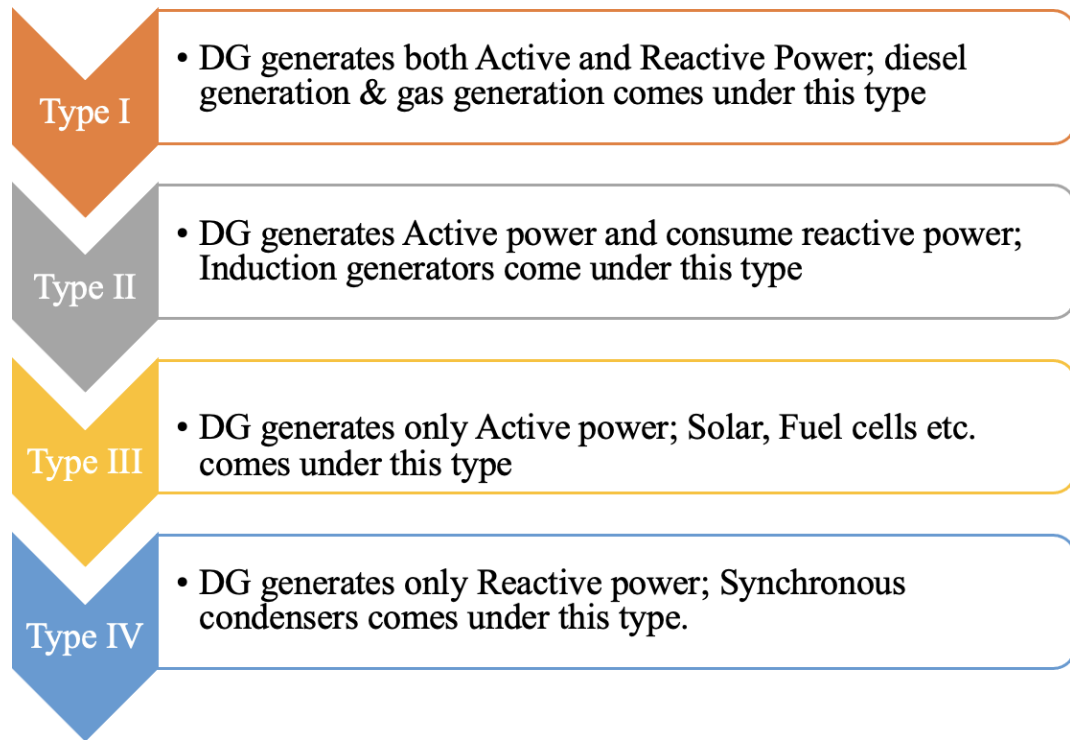 Type I
• DG generates both Active and Reactive Power; diesel
generation & gas generation comes under this type
Type II
• DG generates Active power and consume reactive power;
Induction generators come under this type
Type III
• DG generates only Active power; Solar, Fuel cells etc.
comes under this type
Type IV
• DG generates only Reactive power; Synchronous
condensers comes under this type.